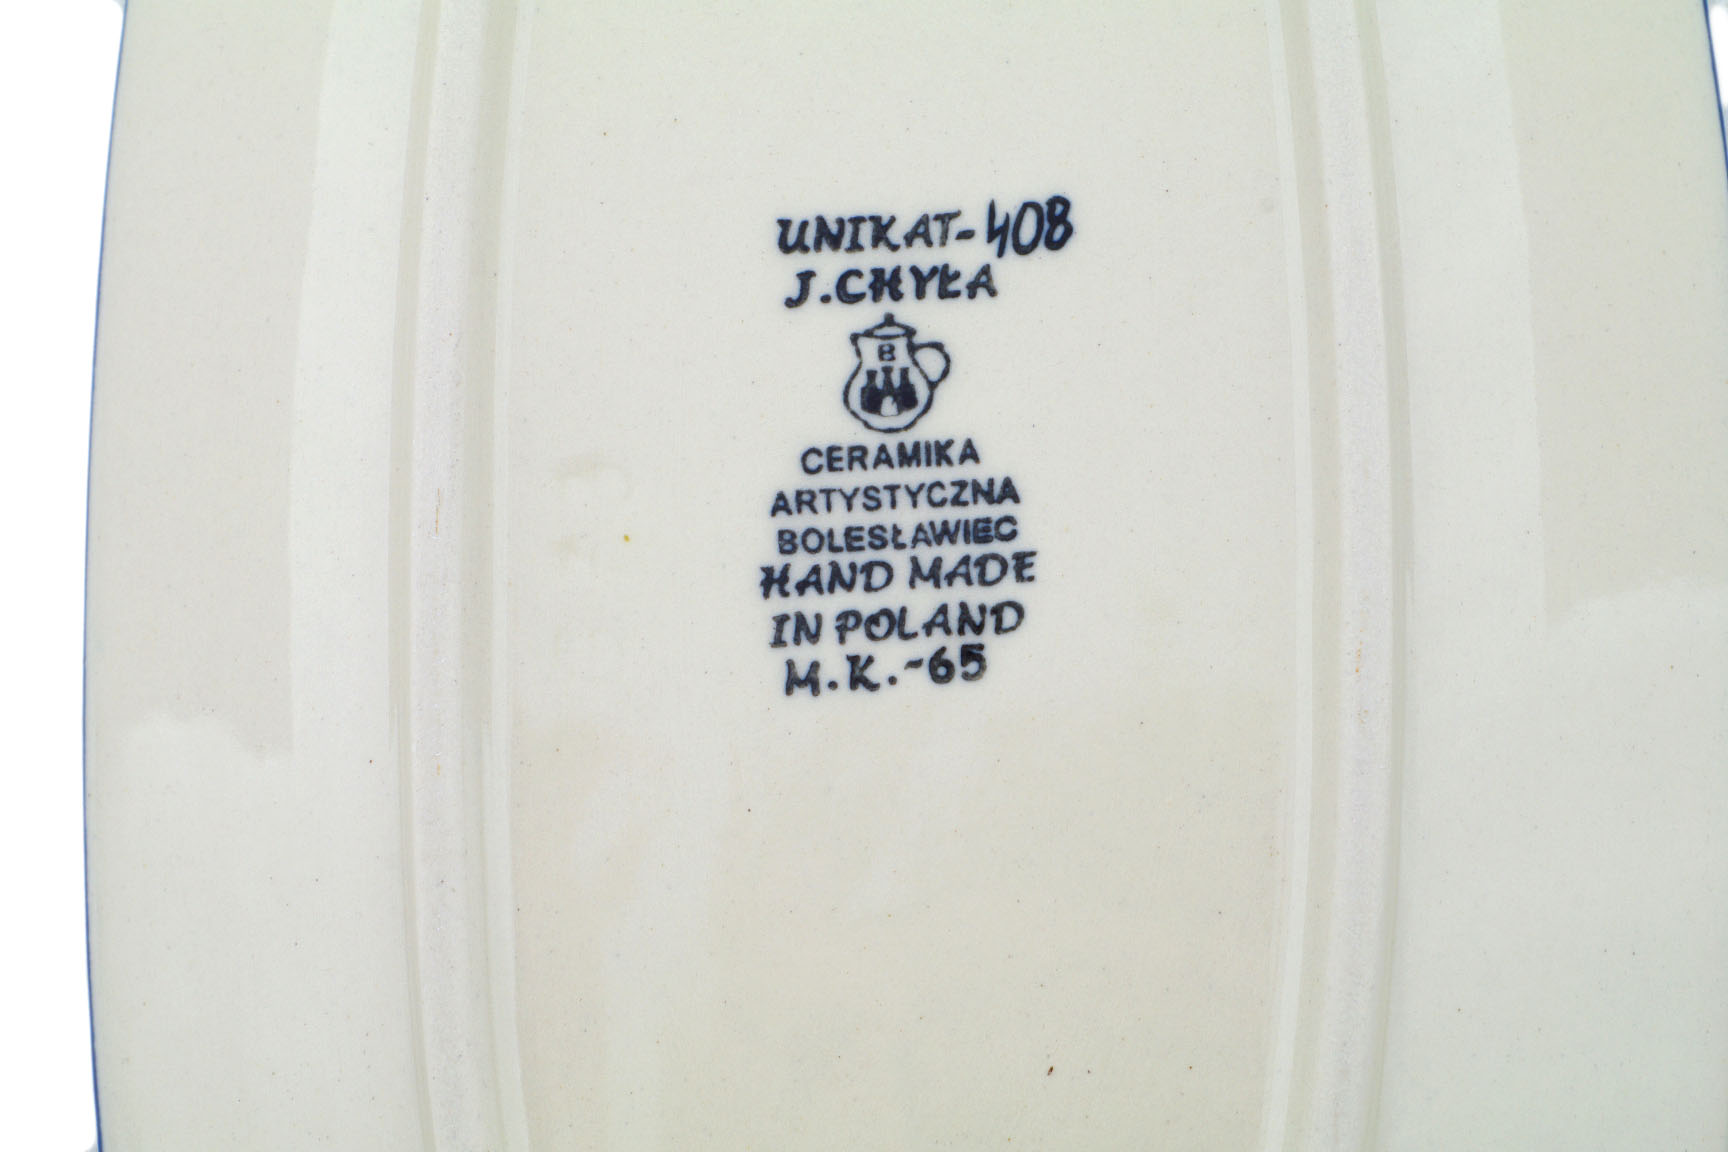 UNIKAT-408
J.CHYŁA
B
CERAMIKA
ARTYSTYCZNA
BOLESŁAWIEC
HAND MADE
IN POLAND
M.K.-65